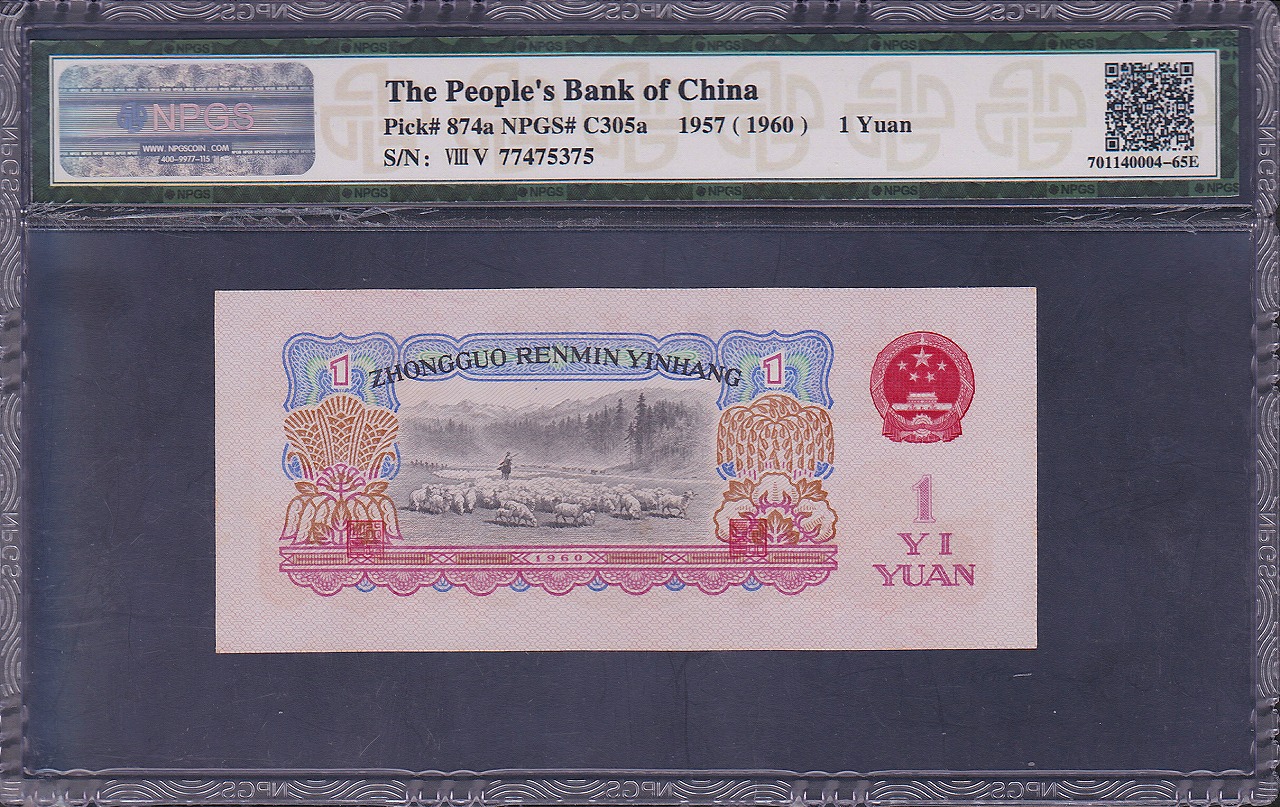 NPGS
WWW. NPGSCOIN . COM
400-9977-115
The People's Bank of China
Pick# 874a NPGS# C305a 1957 ( 1960 ) 1 Yuan
S/N: ⅧⅤ 77475375
701140004-65E
ZHONGGUO RENMIN YINHANG
1 1
1960
1
YI
YUAN